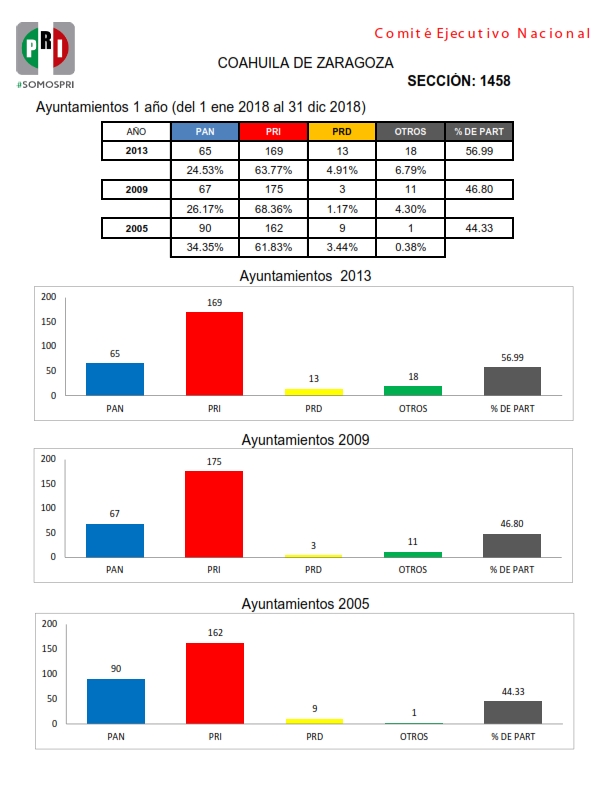 Comité Ejecutivo Nacional
PRI
#SOMOSPRI
COAHUILA DE ZARAGOZA
SECCIÓN: 1458
Ayuntamientos 1 año (del 1 ene 2018 al 31 dic 2018)
AÑO PAN PRI PRD OTROS % DE PART
2013 65 169 13 18 56.99
24.53% 63.77% 4.91% 6.79%
2009 67 175 3 11 46.80
26.17% 68.36% 1.17% 4.30%
2005 90 162 9 1 44.33
34.35% 61.83% 3.44% 0.38%
Ayuntamientos 2013
200
150
100
50
0
65 169 13 18 56.99
PAN PRI PRD OTROS % DE PART
Ayuntamientos 2009
200
150
100
50
0
67 175 3 11 46.80
PAN PRI PRD OTROS % DE PART
Ayuntamientos 2005
200
150
100
50
0
90 162 9 1 44.33
PAN PRI PRD OTROS % DE PART